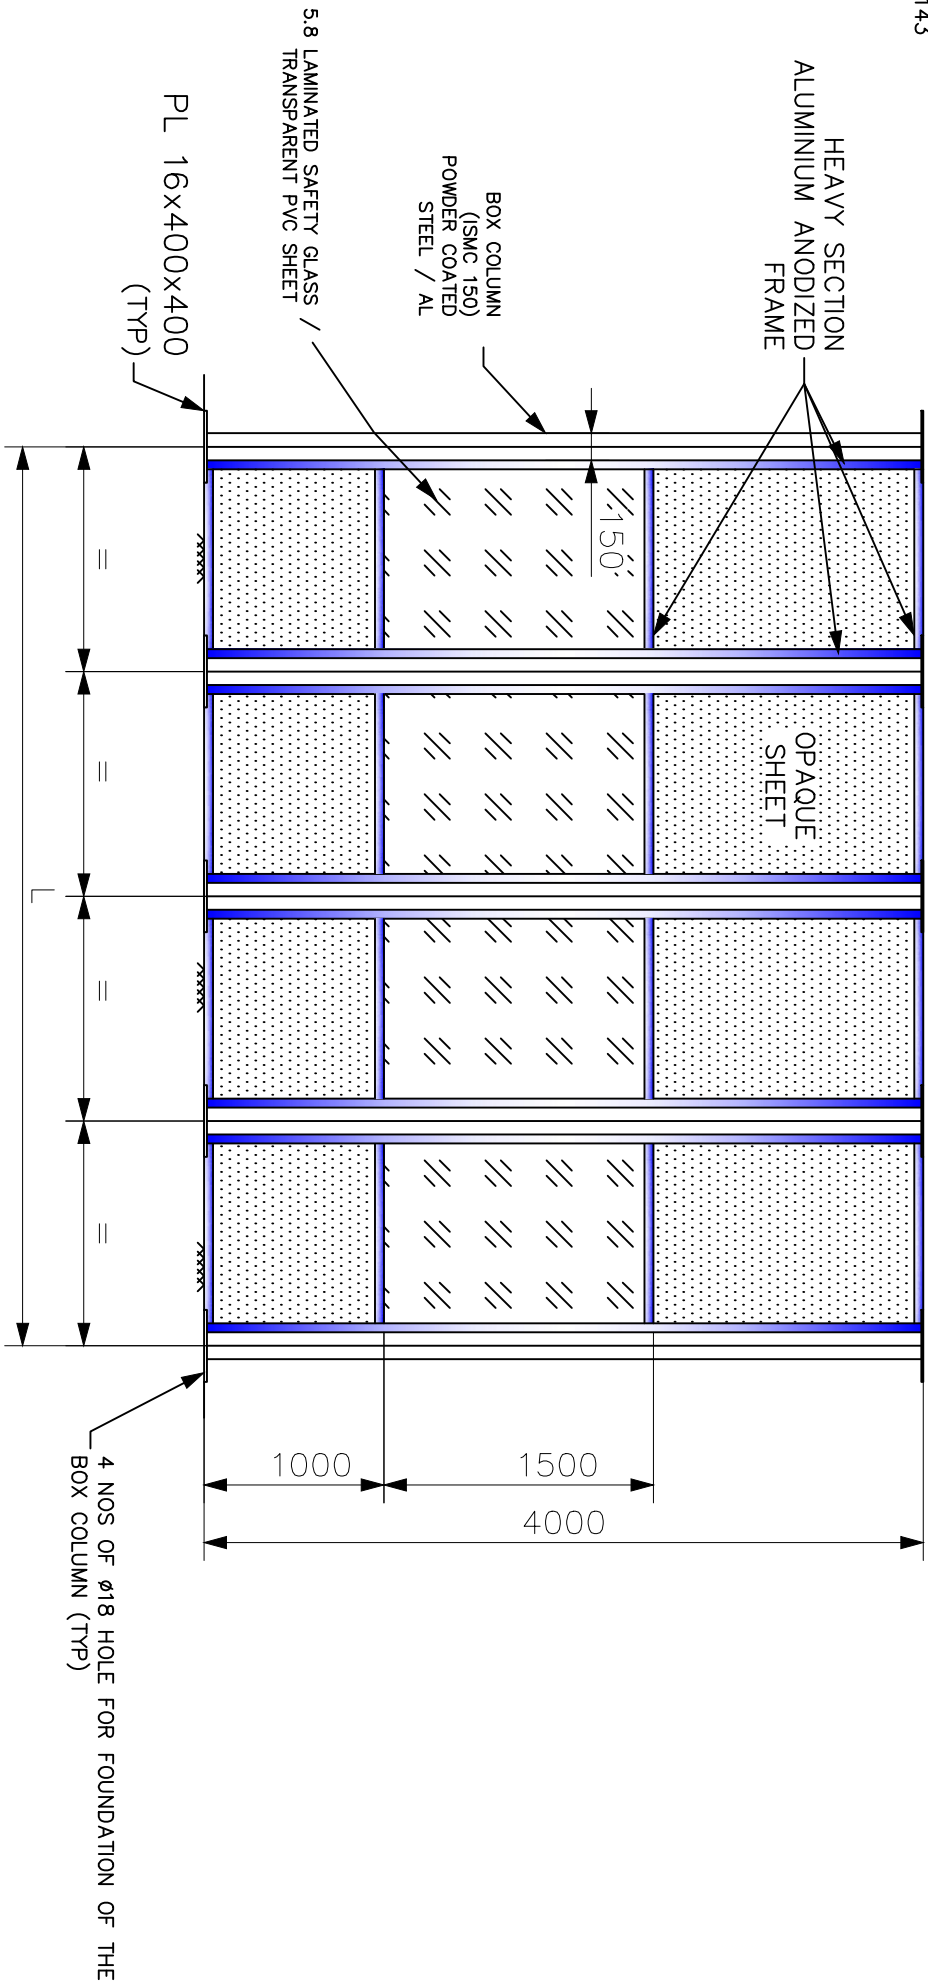 143
HEAVY SECTION
ALUMINIUM ANODIZED
FRAME
BOX COLUMN
(ISMC 150)
POWDER COATED
STEEL / AL
5.8 LAMINATED SAFETY GLASS /
TRANSPARENT PVC SHEET
PL 16x400x400
(TYP)
150
OPAQUE
SHEET
=
=
=
=
L
1000
1500
4000
4 NOS OF ø18 HOLE FOR FOUNDATION OF THE
BOX COLUMN (TYP)